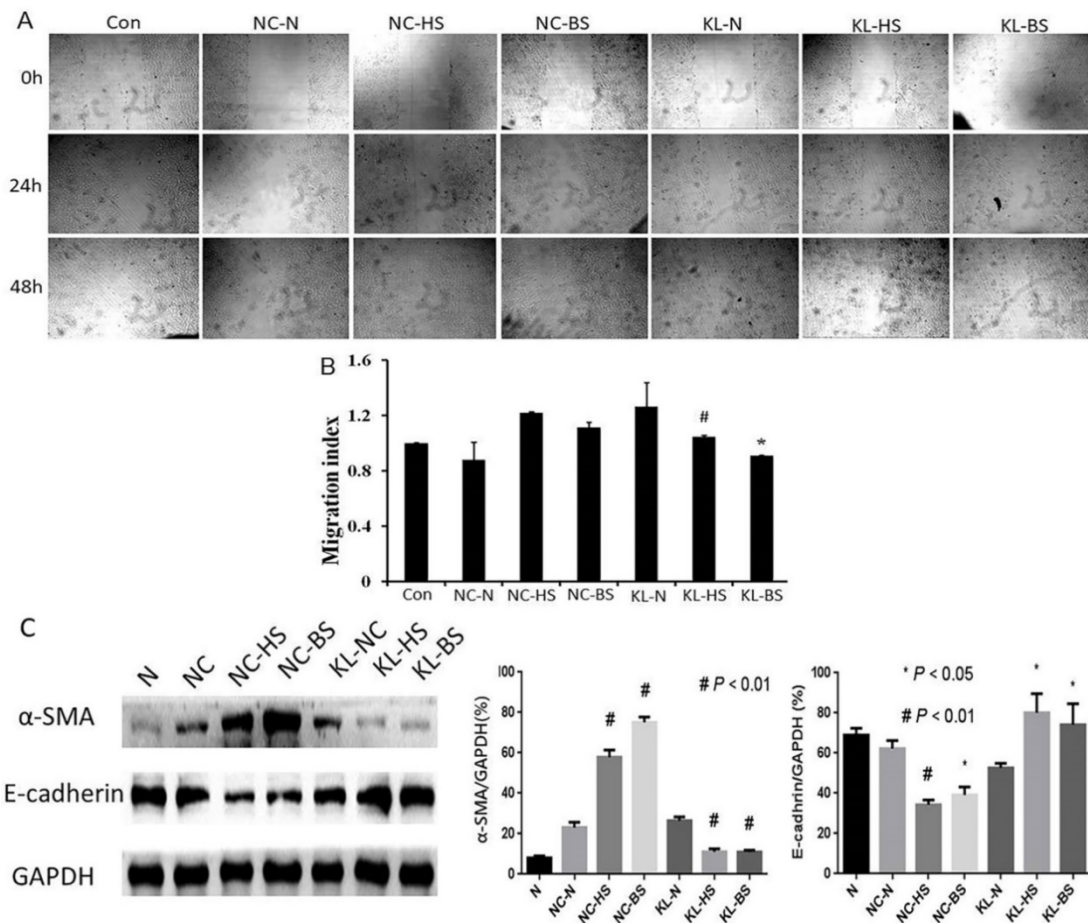 A
Con NC-N NC-HS NC-BS KL-N KL-HS KL-BS
0h
24h
48h
B
Migration index
1.6
1.2
0.8
0.4
0
#
*
Con NC-N NC-HS NC-BS KL-N KL-HS KL-BS
C
N NC NC-HS NC-BS KL-NC KL-HS KL-BS
α-SMA
E-cadherin
GAPDH
α-SMA/GAPDH(%)
100
80
60
40
20
0
# P < 0.01
# # # #
N NC-N NC-HS NC-BS KL-N KL-HS KL-BS
E-cadhrin/GAPDH (%)
100
80
60
40
20
0
* P < 0.05
# P < 0.01
# * * *
N NC-N NC-HS NC-BS KL-N KL-HS KL-BS